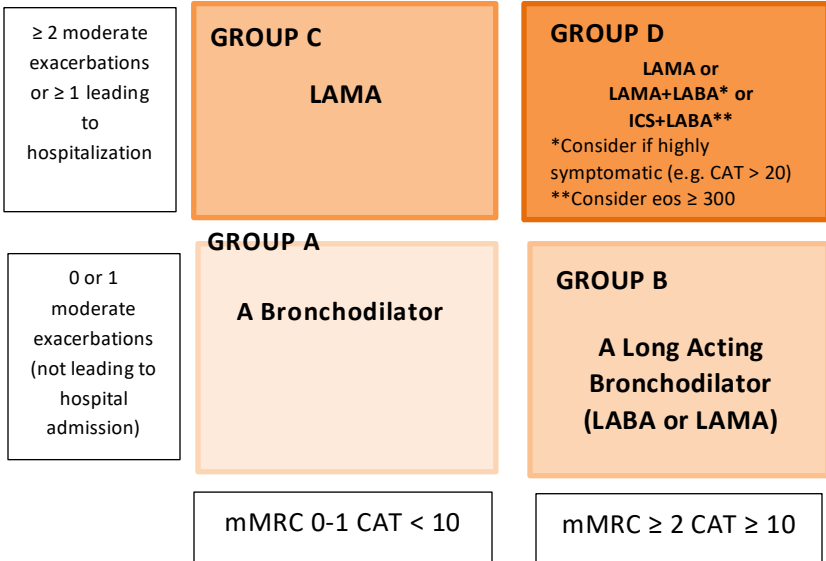 ≥ 2 moderate
exacerbations
or ≥ 1 leading
to
hospitalization
GROUP C
LAMA
GROUP D
LAMA or
LAMA+LABA* or
ICS+LABA**
*Consider if highly
symptomatic (e.g. CAT > 20)
**Consider eos ≥ 300
0 or 1
moderate
exacerbations
(not leading to
hospital
admission)
GROUP A
A Bronchodilator
GROUP B
A Long Acting
Bronchodilator
(LABA or LAMA)
mMRC 0-1 CAT < 10
mMRC ≥ 2 CAT ≥ 10